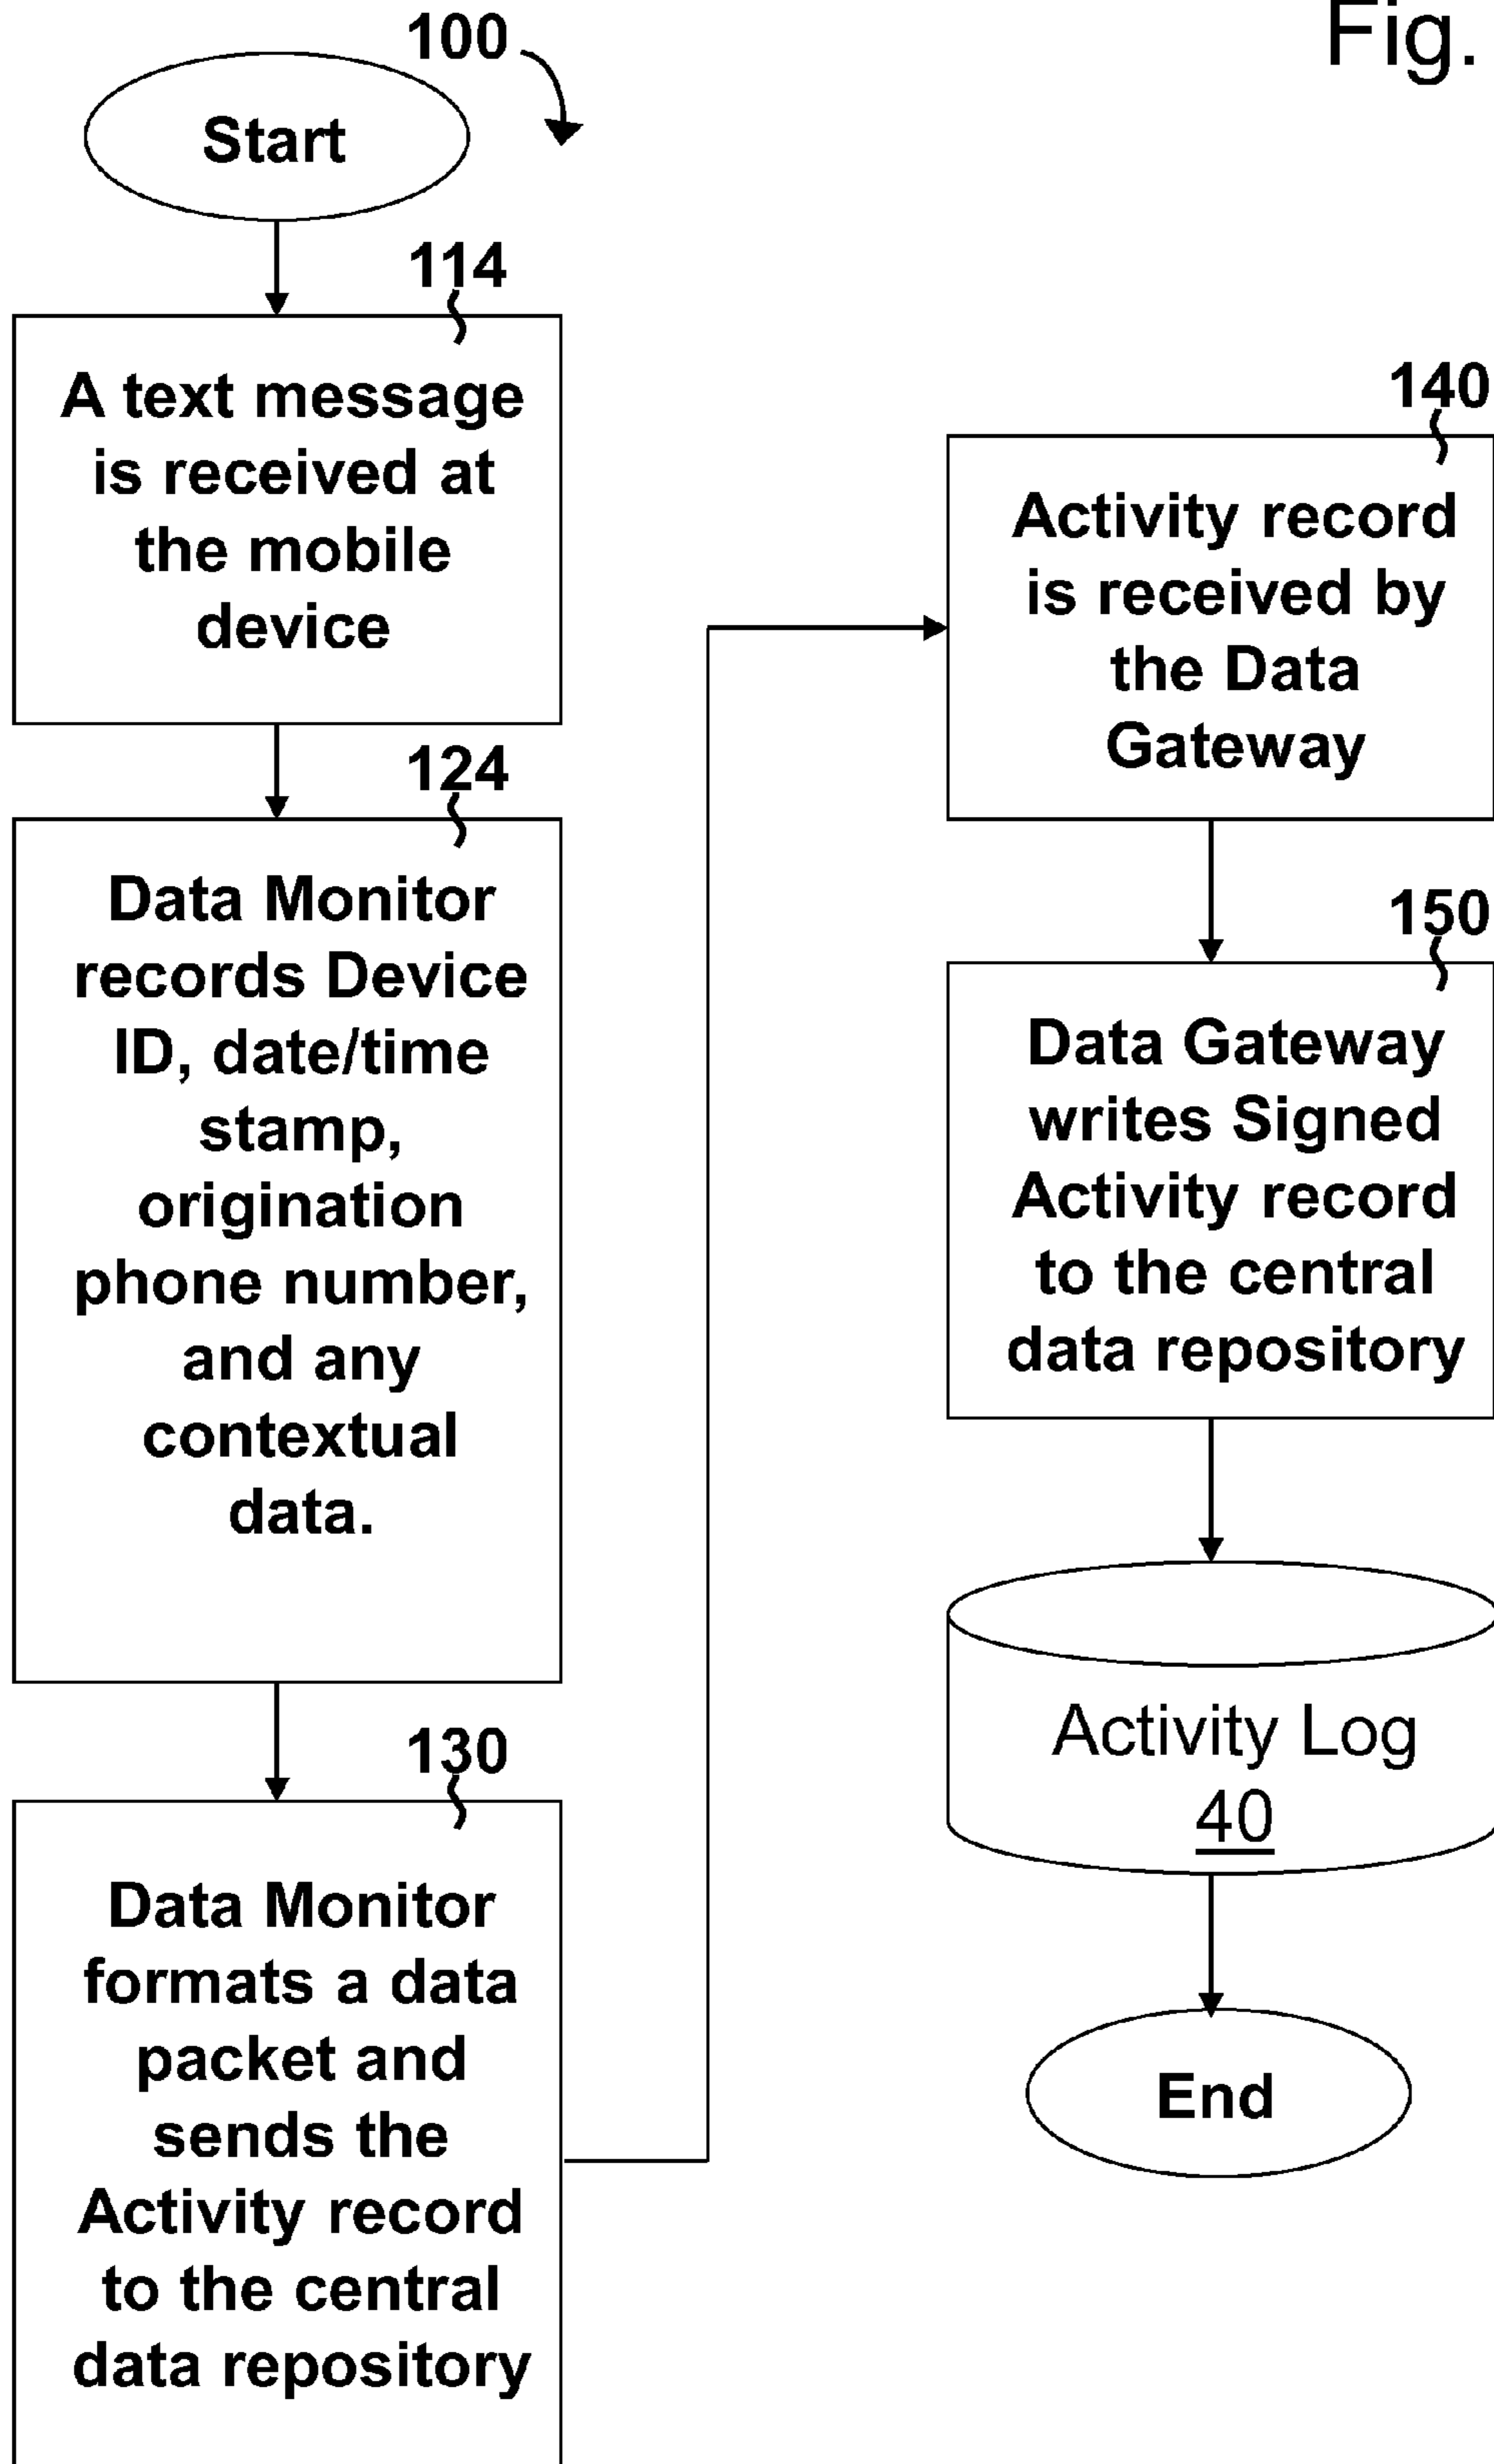 100
Fig.
Start
114
A text message
is received at
the mobile
device
124
Data Monitor
records Device
ID, date/time
stamp,
origination
phone number,
and any
contextual
data.
130
Data Monitor
formats a data
packet and
sends the
Activity record
to the central
data repository
140
Activity record
is received by
the Data
Gateway
150
Data Gateway
writes Signed
Activity record
to the central
data repository
Activity Log
40
End